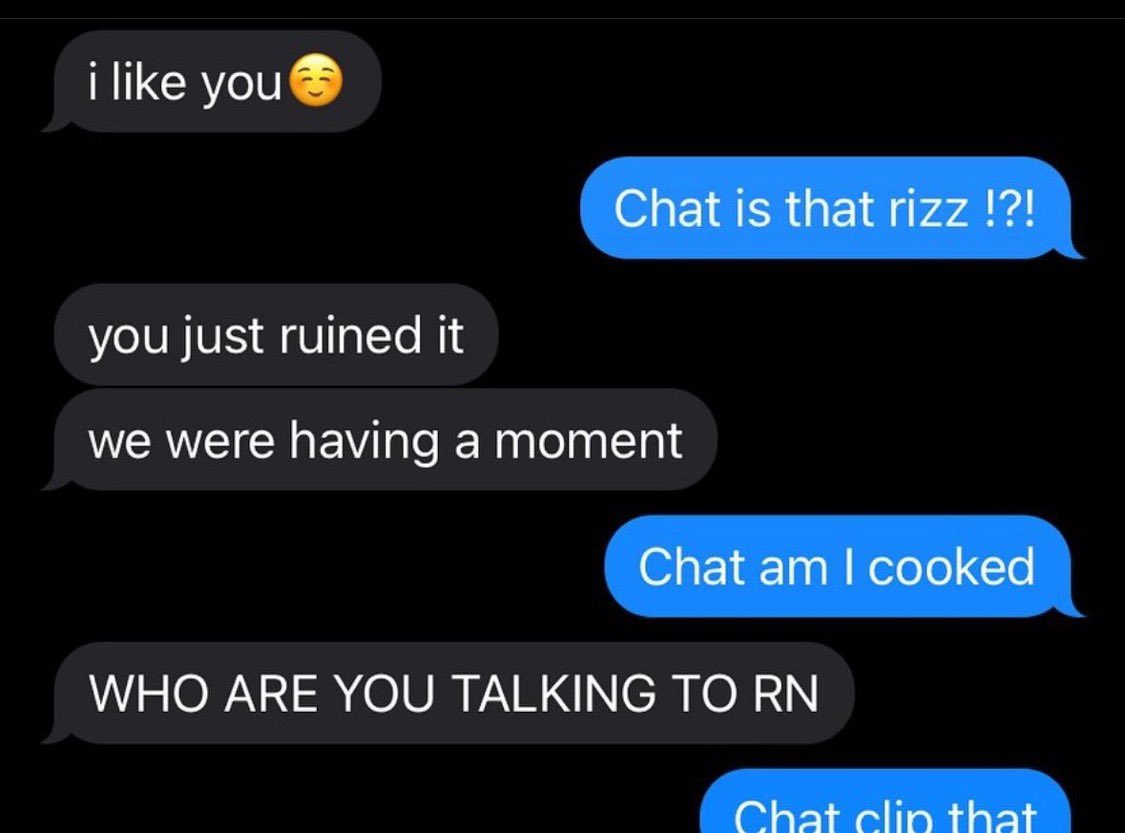 i like you☺️
Chat is that rizz !?!
you just ruined it
we were having a moment
Chat am I cooked
WHO ARE YOU TALKING TO RN
Chat clip that